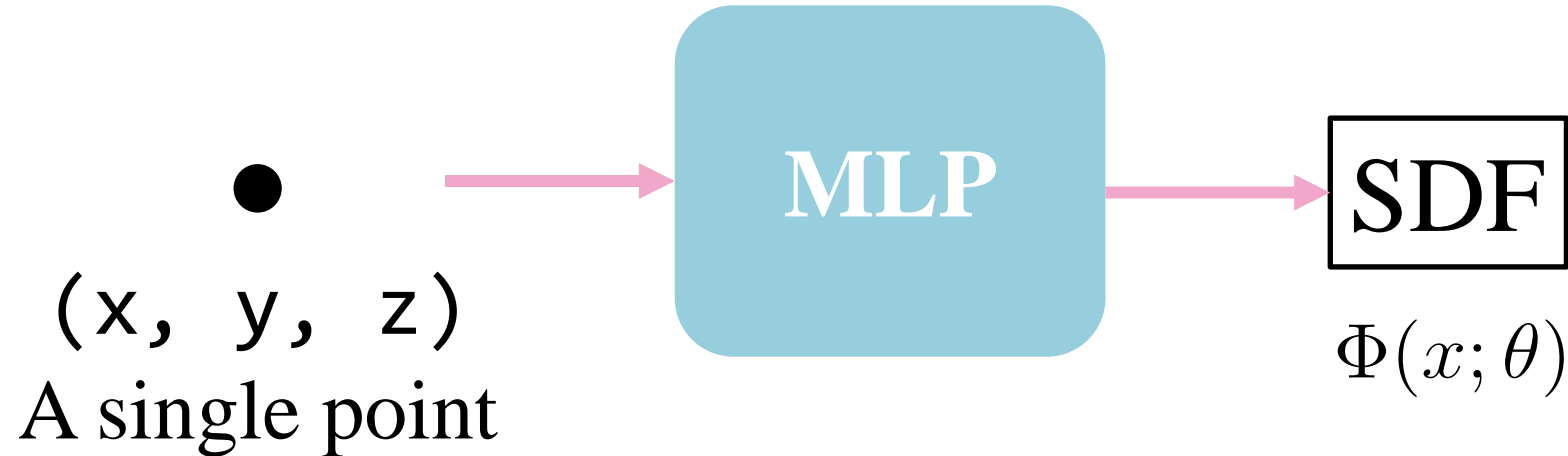 MLP
SDF
(x, y, z)
A single point
Φ(x; θ)